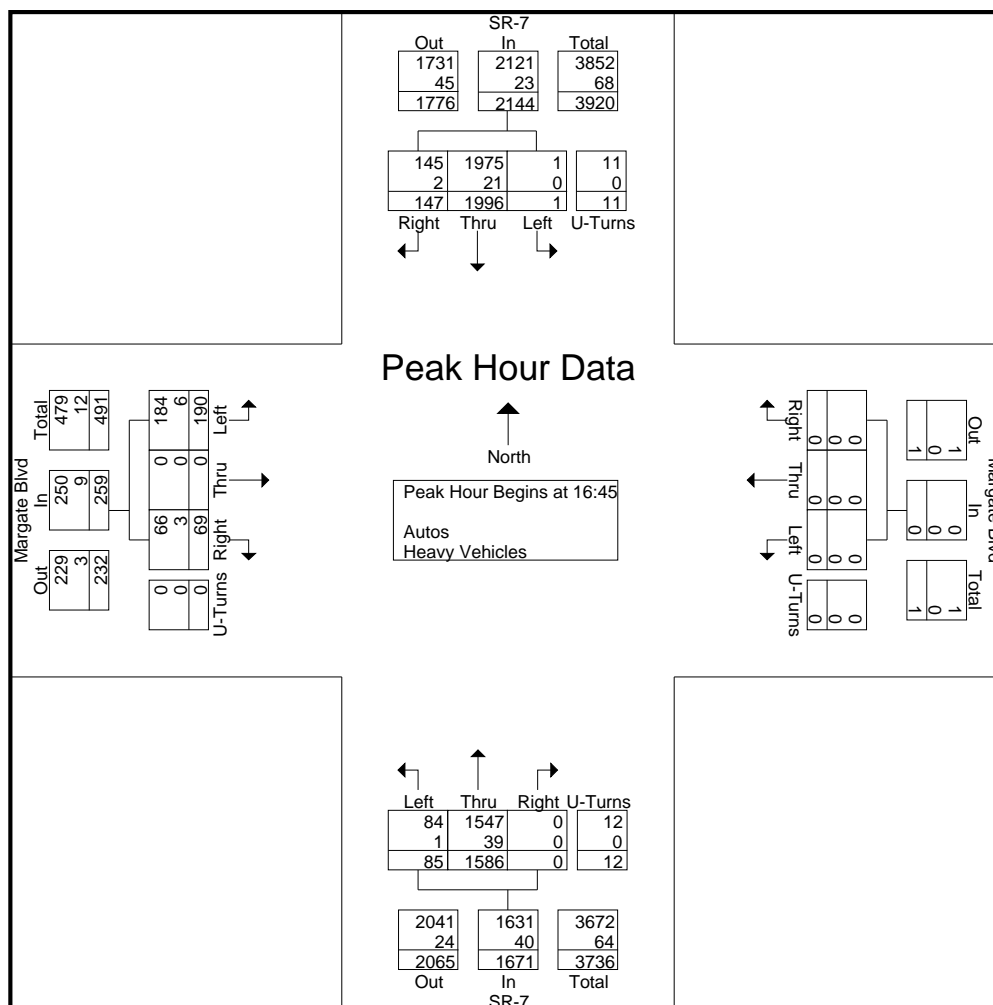 SR-7
Out In Total
1731 2121 3852
45 23 68
1776 2144 3920
145 1975 1 11
2 21 0 0
147 1996 1 11
Right Thru Left U-Turns
Peak Hour Data
North
Peak Hour Begins at 16:45
Autos
Heavy Vehicles
Margate Blvd
Out In Total
229 250 479
3 9 12
232 259 491
U-Turns Right Thru Left
0 66 0 184
0 3 0 6
0 69 0 190
Margate Blvd
Out In Total
1 0 1
0 0 0
1 0 1
Right Thru Left U-Turns
0 0 0 0
0 0 0 0
0 0 0 0
Left Thru Right U-Turns
84 1547 0 12
1 39 0 0
85 1586 0 12
2041 1631 3672
24 40 64
2065 1671 3736
Out In Total
SR-7